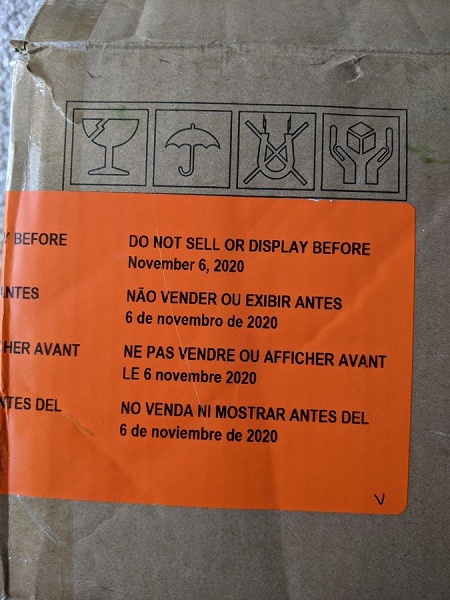 Y BEFORE
DO NOT SELL OR DISPLAY BEFORE
November 6, 2020
ANTES
NÃO VENDER OU EXIBIR ANTES
6 de novembro de 2020
CHER AVANT
NE PAS VENDRE OU AFFICHER AVANT
LE 6 novembre 2020
NTES DEL
NO VENDA NI MOSTRAR ANTES DEL
6 de noviembre de 2020
V